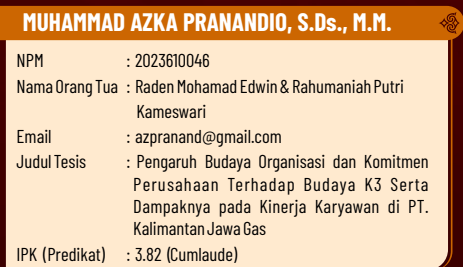 MUHAMMAD AZKA PRANANDIO, S.Ds., M.M.
NPM : 2023610046
Nama Orang Tua : Raden Mohamad Edwin & Rahumaniah Putri
Kameswari
Email : azpranand@gmail.com
Judul Tesis : Pengaruh Budaya Organisasi dan Komitmen
Perusahaan Terhadap Budaya K3 Serta
Dampaknya pada Kinerja Karyawan di PT.
Kalimantan Jawa Gas
IPK (Predikat) : 3.82 (Cumlaude)